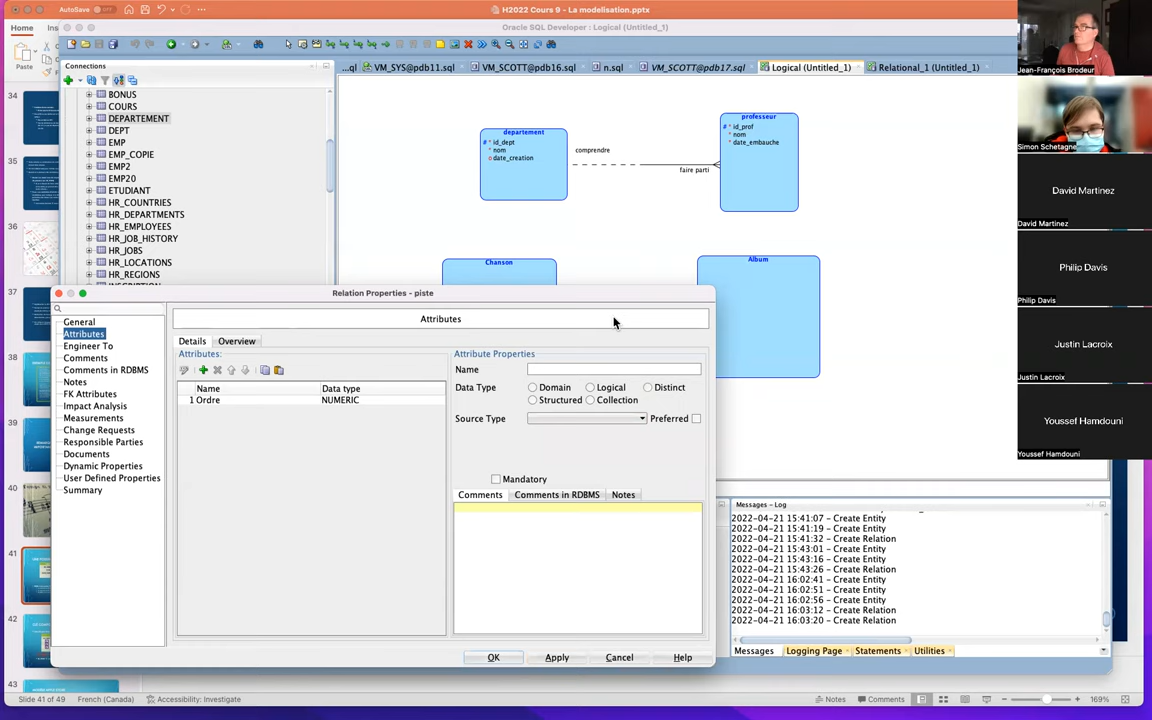 AutoSave
H2022 Cours 9 - La modelisation.pptx
Home
Ins
Paste
Oracle SQL Developer : Logical (Untitled_1)
Connections
...ql
VM_SYS@pdb11.sql
VM_SCOTT@pdb16.sql
n.sql
VM_SCOTT@pdb17.sql
Logical (Untitled_1)
Relational_1 (Untitled_1)
BONUS
COURS
DEPARTEMENT
DEPT
EMP
EMP_COPIE
EMP2
EMP20
ETUDIANT
HR_COUNTRIES
HR_DEPARTMENTS
HR_EMPLOYEES
HR_JOB_HISTORY
HR_JOBS
HR_LOCATIONS
HR_REGIONS
departement
# * id_dept
* nom
o date_creation
comprendre
faire parti
professeur
# * id_prof
* nom
* date_embauche
Chanson
Album
Relation Properties - piste
General
Attributes
Engineer To
Comments
Comments in RDBMS
Notes
FK Attributes
Impact Analysis
Measurements
Change Requests
Responsible Parties
Documents
Dynamic Properties
User Defined Properties
Summary
Attributes
Details
Overview
Attributes:
Name
Data type
1 Ordre
NUMERIC
Attribute Properties
Name
Data Type
Domain
Logical
Distinct
Structured
Collection
Source Type
Preferred
Mandatory
Comments
Comments in RDBMS
Notes
OK
Apply
Cancel
Help
Messages - Log
2022-04-21 15:41:07 - Create Entity
2022-04-21 15:41:19 - Create Entity
2022-04-21 15:41:32 - Create Relation
2022-04-21 15:43:01 - Create Entity
2022-04-21 15:43:16 - Create Entity
2022-04-21 15:43:26 - Create Relation
2022-04-21 16:02:41 - Create Entity
2022-04-21 16:02:51 - Create Entity
2022-04-21 16:02:56 - Create Relation
2022-04-21 16:03:12 - Create Relation
2022-04-21 16:03:20 - Create Relation
Messages
Logging Page
Statements
Utilities
34
35
36
37
38
39
40
41
42
43
Slide 41 of 49
French (Canada)
Accessibility: Investigate
Notes
Comments
169%
Jean-François Brodeur
Simon Schetagne
David Martinez
David Martinez
Philip Davis
Philip Davis
Justin Lacroix
Justin Lacroix
Youssef Hamdouni
Youssef Hamdouni